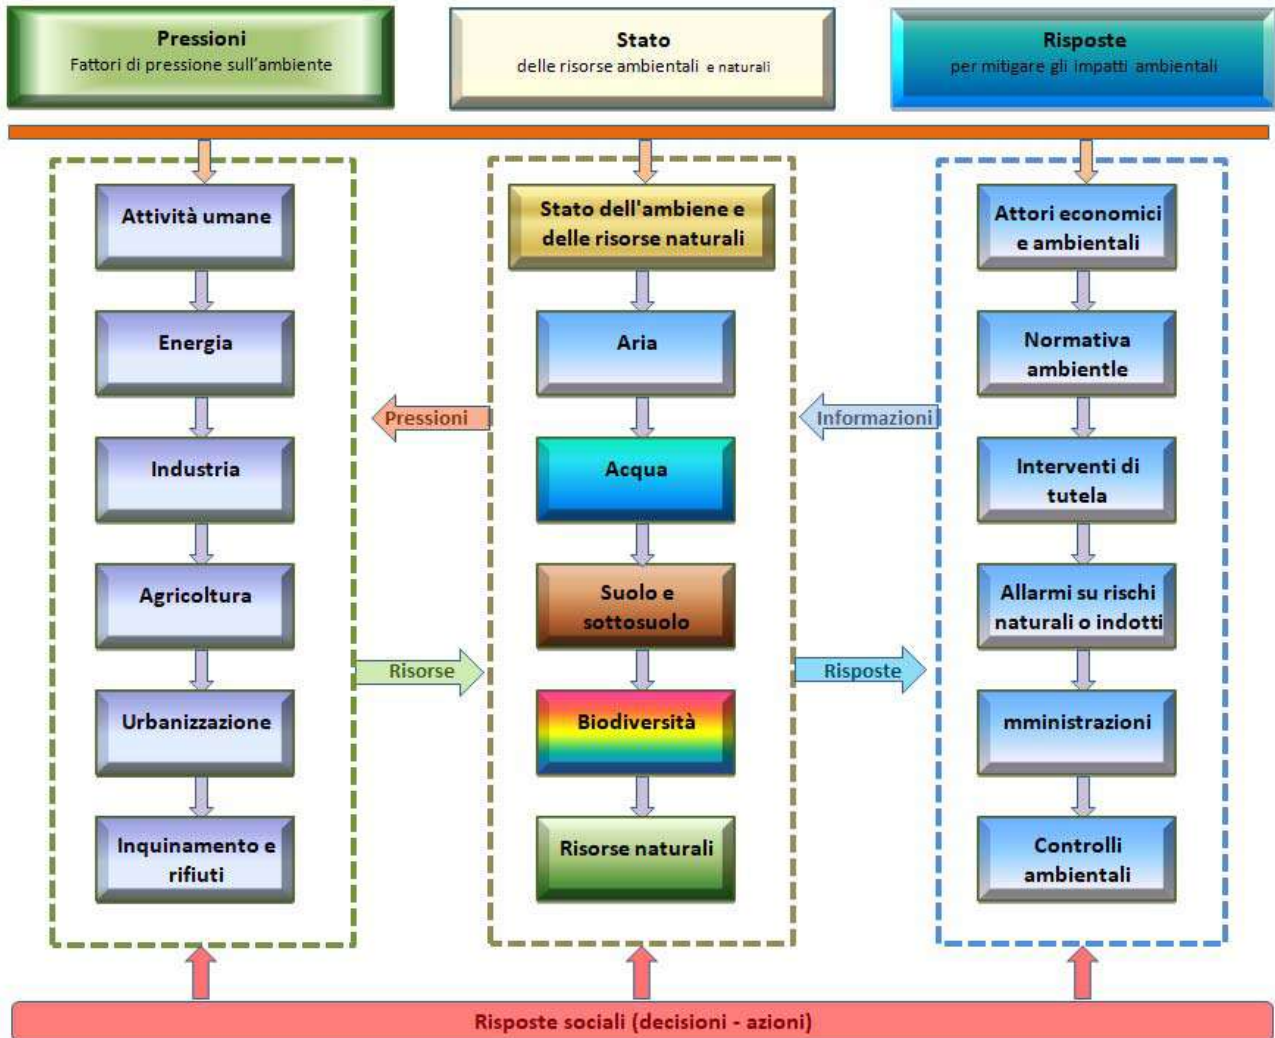 Pressioni
Fattori di pressione sull'ambiente
Stato
delle risorse ambientali e naturali
Risposte
per mitigare gli impatti ambientali
Attività umane
Energia
Industria
Agricoltura
Urbanizzazione
Inquinamento e
rifiuti
Pressioni
Risorse
Stato dell'ambiene e
delle risorse naturali
Aria
Acqua
Suolo e
sottosuolo
Biodiversità
Risorse naturali
Informazioni
Risposte
Attori economici
e ambientali
Normativa
ambientle
Interventi di
tutela
Allarmi su rischi
naturali o indotti
mministrazioni
Controlli
ambientali
Risposte sociali (decisioni - azioni)